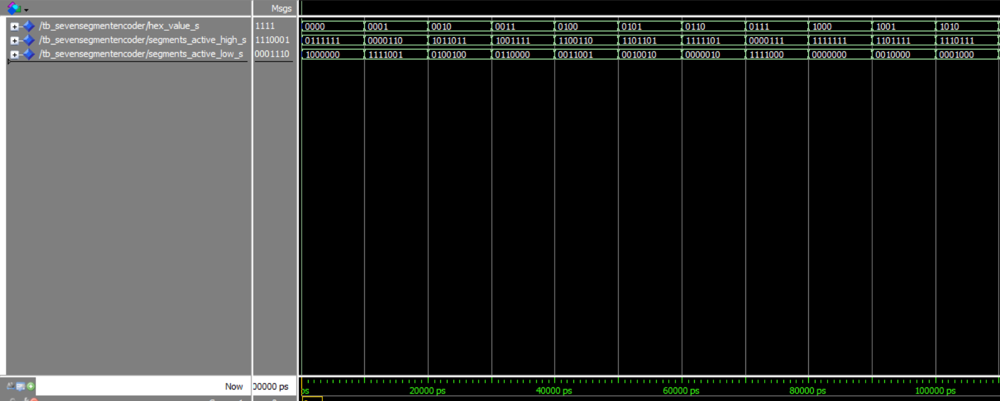 Msgs
/tb_sevensegmentencoder/hex_value_s 1111 0000 0001 0010 0011 0100 0101 0110 0111 1000 1001 1010
/tb_sevensegmentencoder/segments_active_high_s 1110001 0111111 0000110 1011011 1001111 1100110 1101101 1111101 0000111 1111111 1101111 1110111
/tb_sevensegmentencoder/segments_active_low_s 0001110 1000000 1111001 0100100 0110000 0011001 0010010 0000010 1111000 0000000 0010000 0001000
Now 00000 ps ps 20000 ps 40000 ps 60000 ps 80000 ps 100000 ps